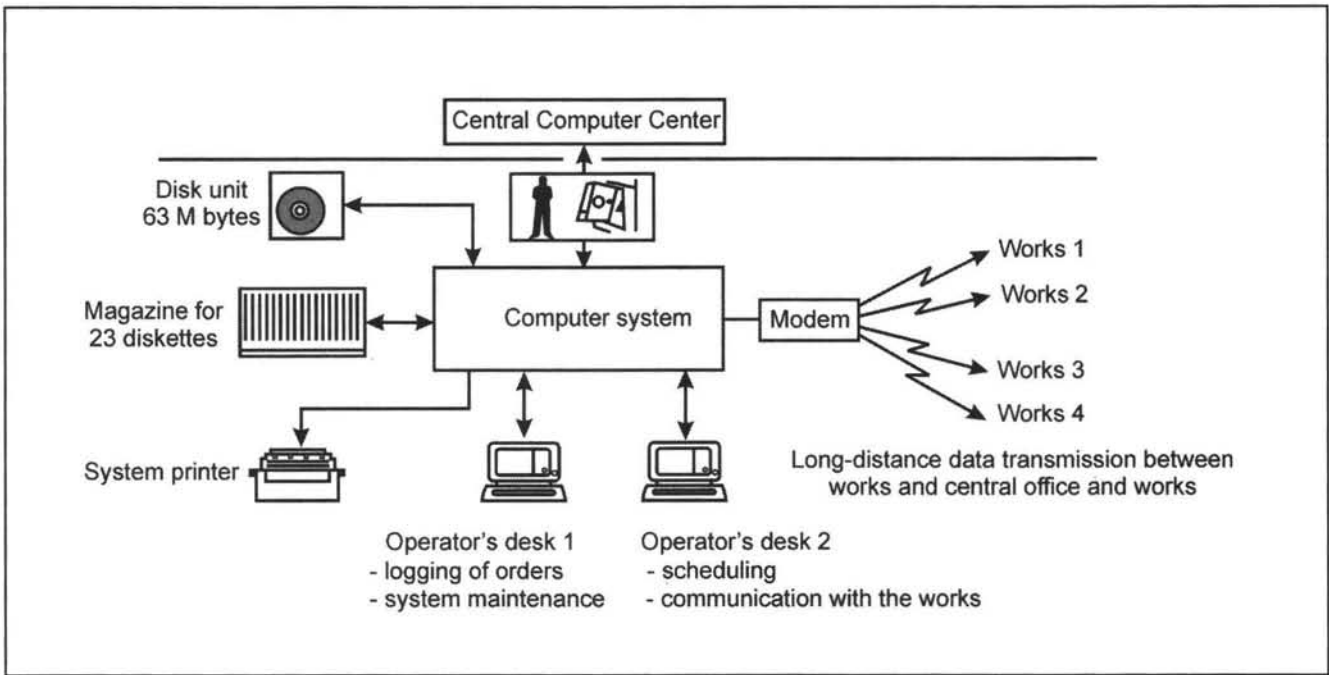 Central Computer Center
Disk unit
63 M bytes
Magazine for
23 diskettes
Computer system
Modem
Works 1
Works 2
Works 3
Works 4
System printer
Long-distance data transmission between
works and central office and works
Operator's desk 1
- logging of orders
- system maintenance
Operator's desk 2
- scheduling
- communication with the works